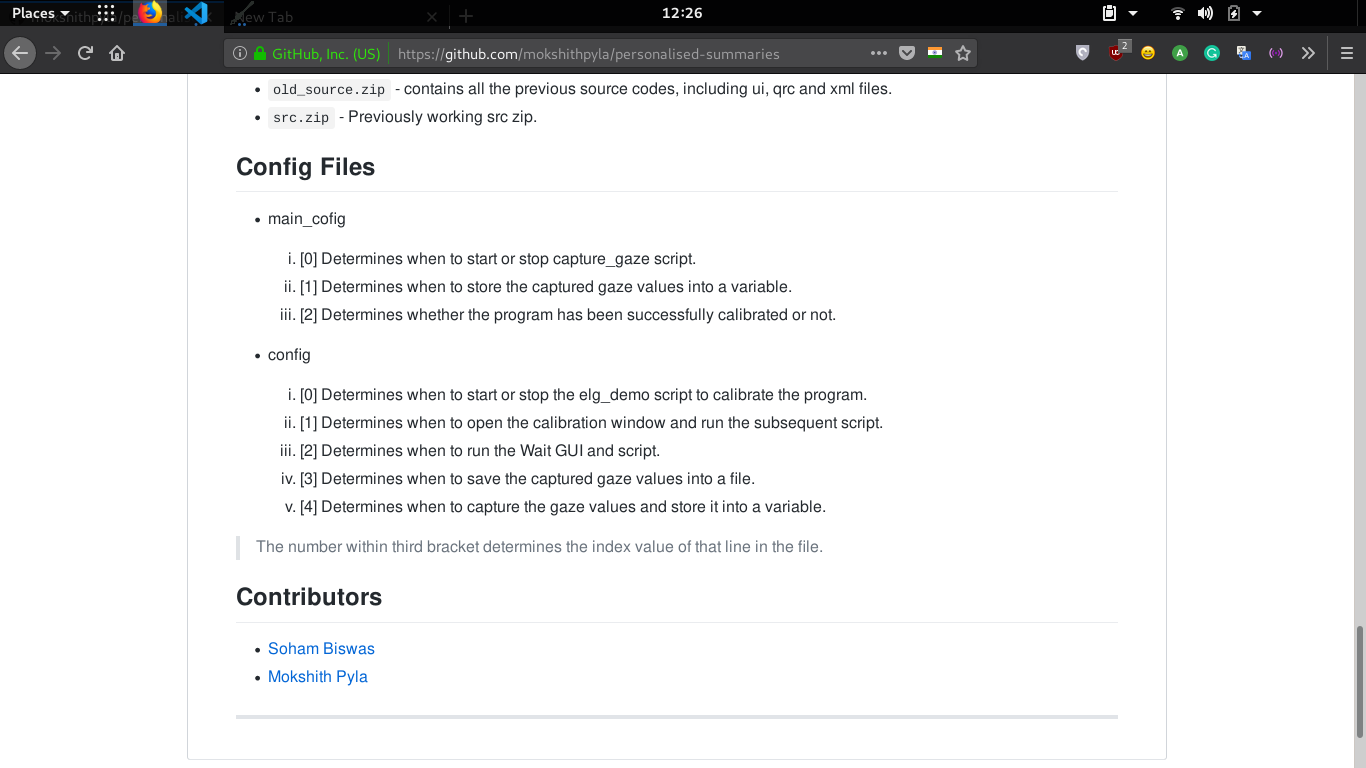 Places
12:26
New Tab
GitHub, Inc. (US)
https://github.com/mokshithpyla/personalised-summaries
2
A
• old_source.zip - contains all the previous source codes, including ui, qrc and xml files.
• src.zip - Previously working src zip.
Config Files
• main_cofig
i. [0] Determines when to start or stop capture_gaze script.
ii. [1] Determines when to store the captured gaze values into a variable.
iii. [2] Determines whether the program has been successfully calibrated or not.
• config
i. [0] Determines when to start or stop the elg_demo script to calibrate the program.
ii. [1] Determines when to open the calibration window and run the subsequent script.
iii. [2] Determines when to run the Wait GUI and script.
iv. [3] Determines when to save the captured gaze values into a file.
v. [4] Determines when to capture the gaze values and store it into a variable.
The number within third bracket determines the index value of that line in the file.
Contributors
• Soham Biswas
• Mokshith Pyla